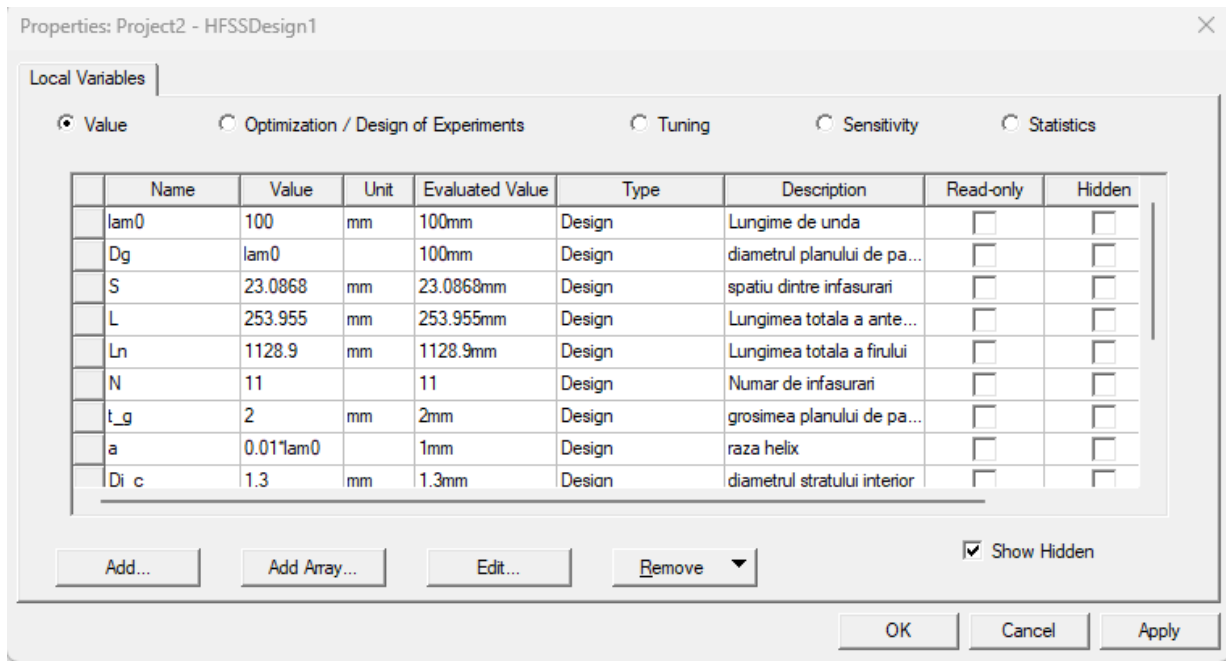 Properties: Project2 - HFSSDesign1
Local Variables
Value Optimization / Design of Experiments Tuning Sensitivity Statistics
Name Value Unit Evaluated Value Type Description Read-only Hidden
lam0 100 mm 100mm Design Lungime de unda
Dg lam0 100mm Design diametrul planului de pa...
S 23.0868 mm 23.0868mm Design spatiu dintre infasurari
L 253.955 mm 253.955mm Design Lungimea totala a ante...
Ln 1128.9 mm 1128.9mm Design Lungimea totala a firului
N 11 11 Design Numar de infasurari
t_g 2 mm 2mm Design grosimea planului de pa...
a 0.01*lam0 1mm Design raza helix
Di_c 1.3 mm 1.3mm Design diametrul stratului interior
Show Hidden
Add... Add Array... Edit... Remove
OK Cancel Apply